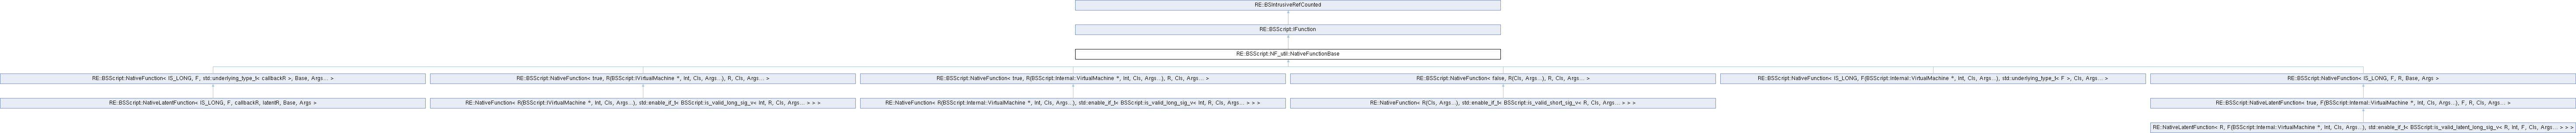 RE::BSIntrusiveRefCounted
RE::BSScript::IFunction
RE::BSScript::NF_util::NativeFunctionBase
RE::BSScript::NativeFunction< IS_LONG, F, std::underlying_type_t< callbackR >, Base, Args... >
RE::BSScript::NativeFunction< true, R(BSScript::IVirtualMachine *, Int, Cls, Args...), R, Cls, Args... >
RE::BSScript::NativeFunction< true, R(BSScript::Internal::VirtualMachine *, Int, Cls, Args...), R, Cls, Args... >
RE::BSScript::NativeFunction< false, R(Cls, Args...), R, Cls, Args... >
RE::BSScript::NativeFunction< IS_LONG, F(BSScript::Internal::VirtualMachine *, Int, Cls, Args...), std::underlying_type_t< F >, Cls, Args... >
RE::BSScript::NativeFunction< IS_LONG, F, R, Base, Args >
RE::BSScript::NativeLatentFunction< IS_LONG, F, callbackR, latentR, Base, Args >
RE::NativeFunction< R(BSScript::IVirtualMachine *, Int, Cls, Args...), std::enable_if_t< BSScript::is_valid_long_sig_v< Int, R, Cls, Args... > > >
RE::NativeFunction< R(BSScript::Internal::VirtualMachine *, Int, Cls, Args...), std::enable_if_t< BSScript::is_valid_long_sig_v< Int, R, Cls, Args... > > >
RE::NativeFunction< R(Cls, Args...), std::enable_if_t< BSScript::is_valid_short_sig_v< R, Cls, Args... > > >
RE::BSScript::NativeLatentFunction< true, F(BSScript::Internal::VirtualMachine *, Int, Cls, Args...), F, R, Cls, Args... >
RE::NativeLatentFunction< R, F(BSScript::Internal::VirtualMachine *, Int, Cls, Args...), std::enable_if_t< BSScript::is_valid_latent_long_sig_v< R, Int, F, Cls, Args... > > >